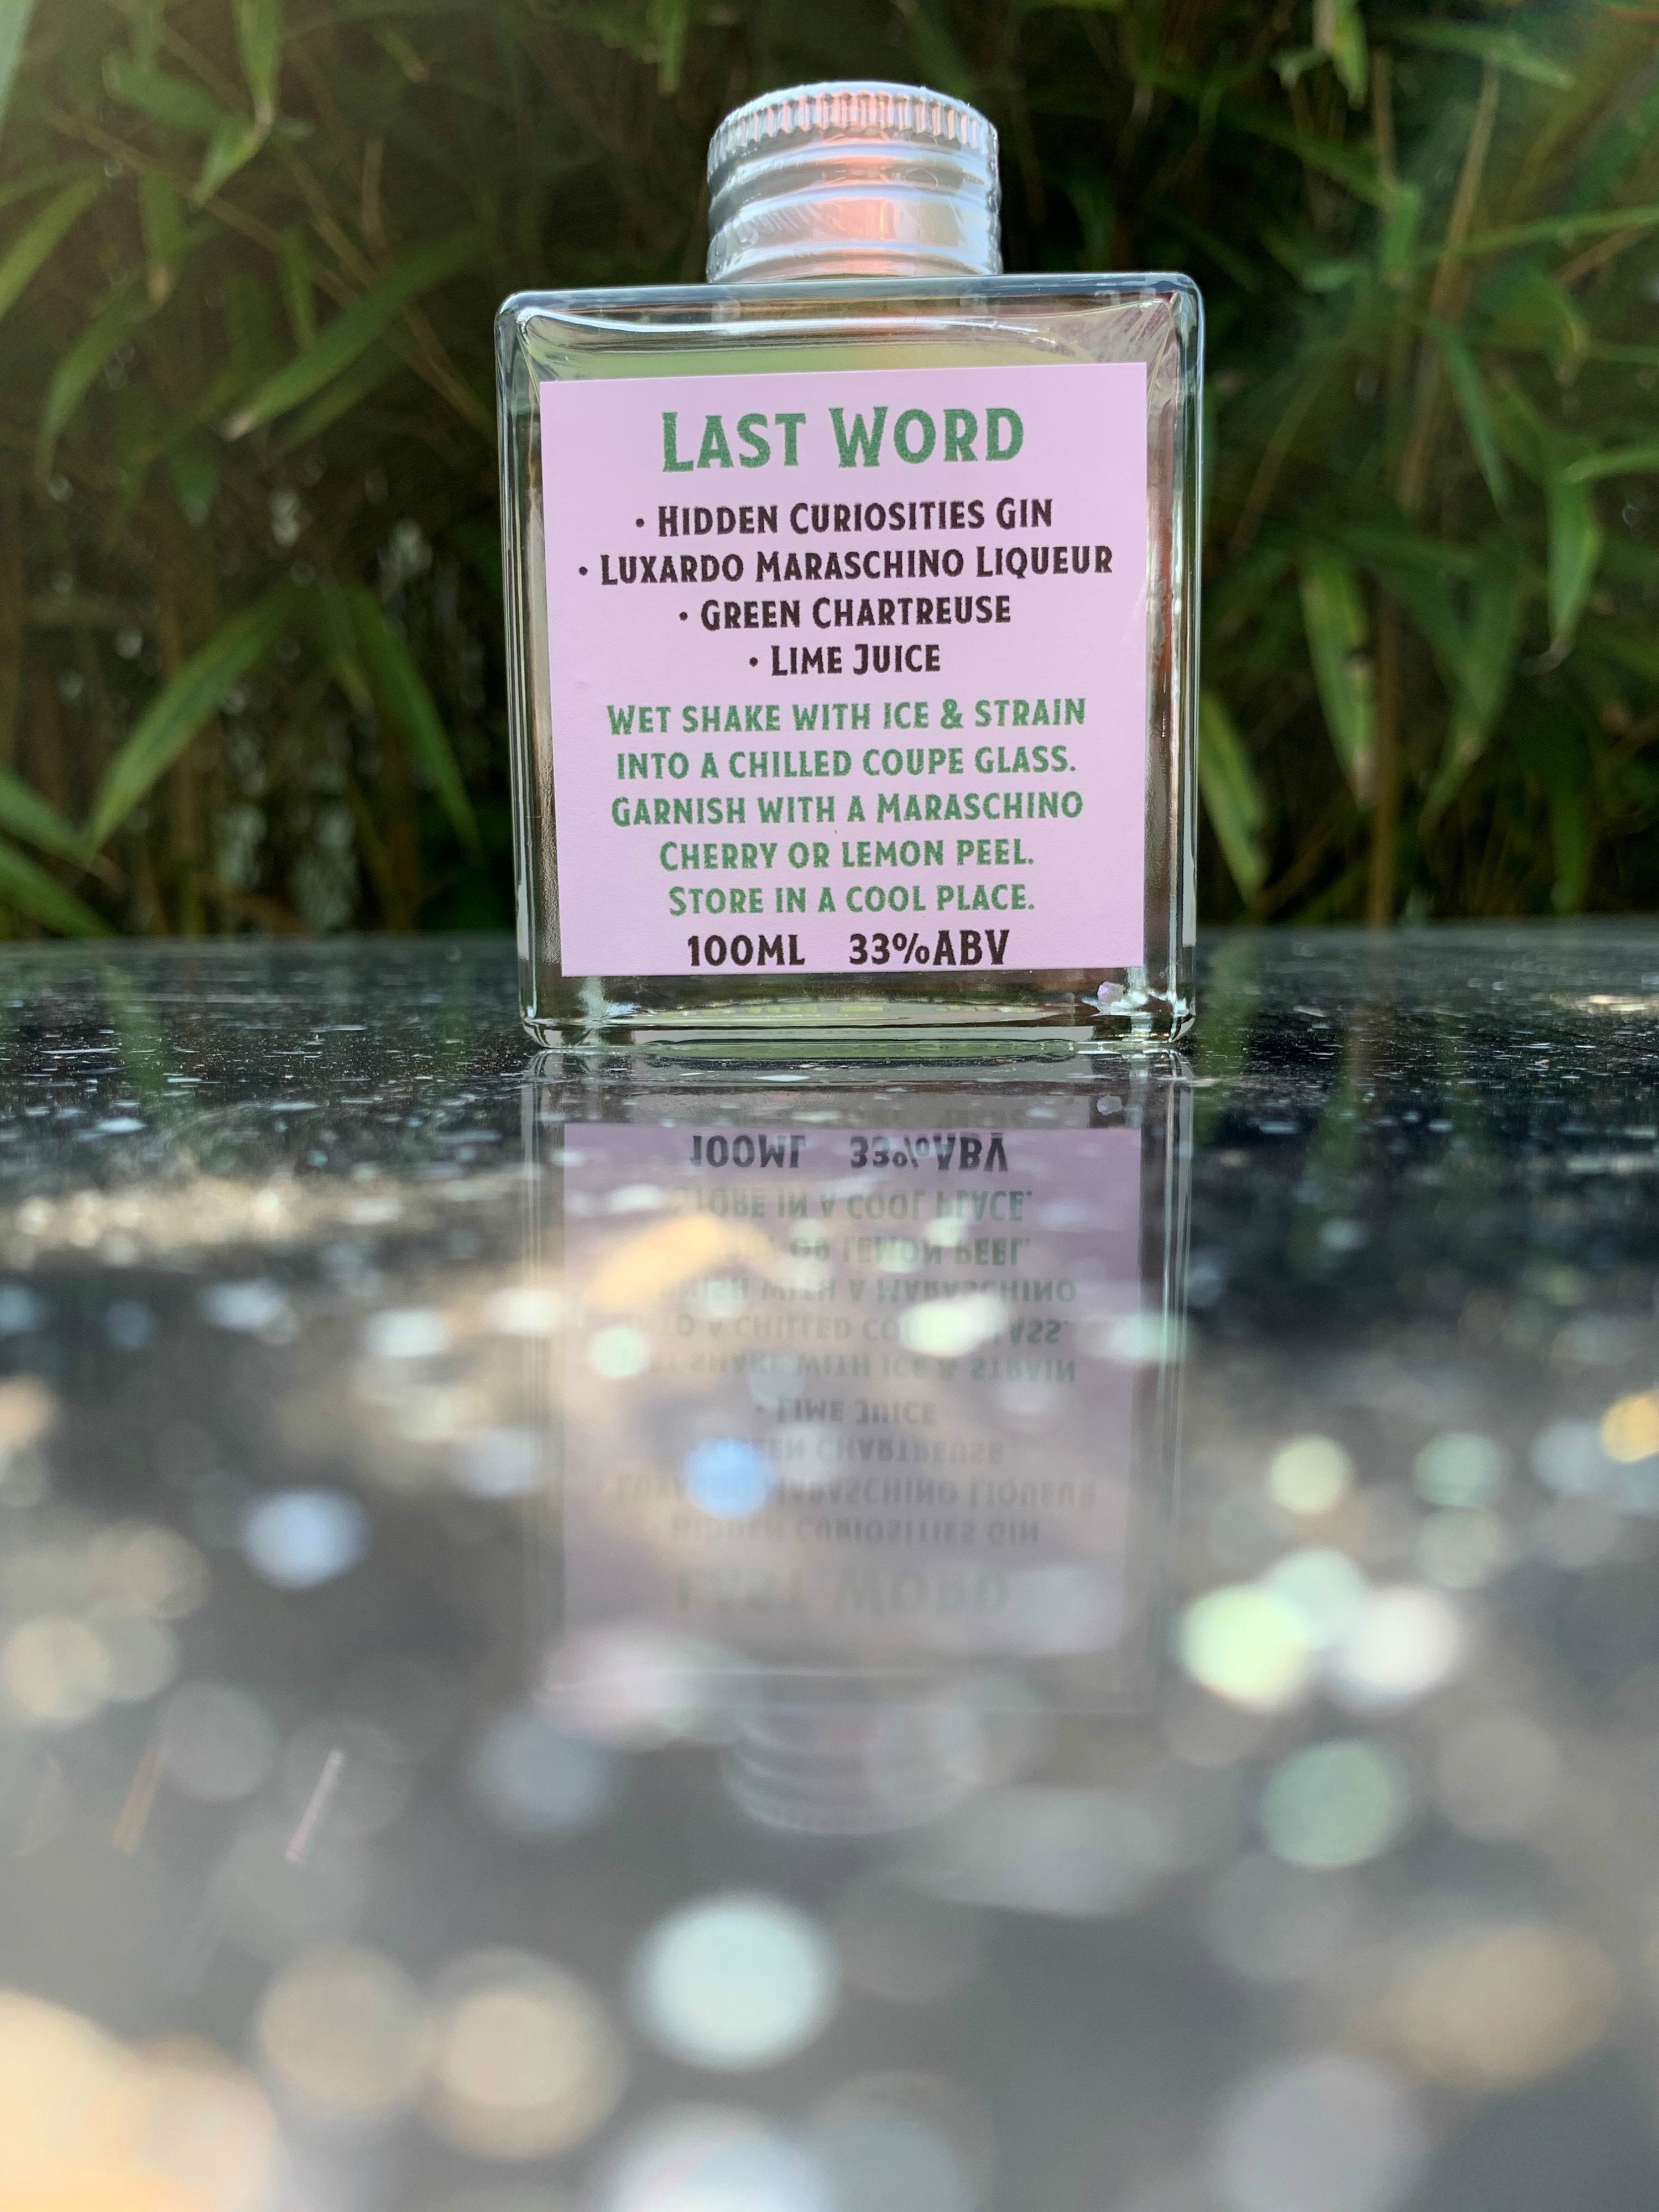 Last Word
• Hidden Curiosities Gin
• Luxardo Maraschino Liqueur
• Green Chartreuse
• Lime Juice
Wet shake with ice & strain
into a chilled coupe glass.
Garnish with a Maraschino
Cherry or lemon peel.
Store in a cool place.
100ML 33%ABV